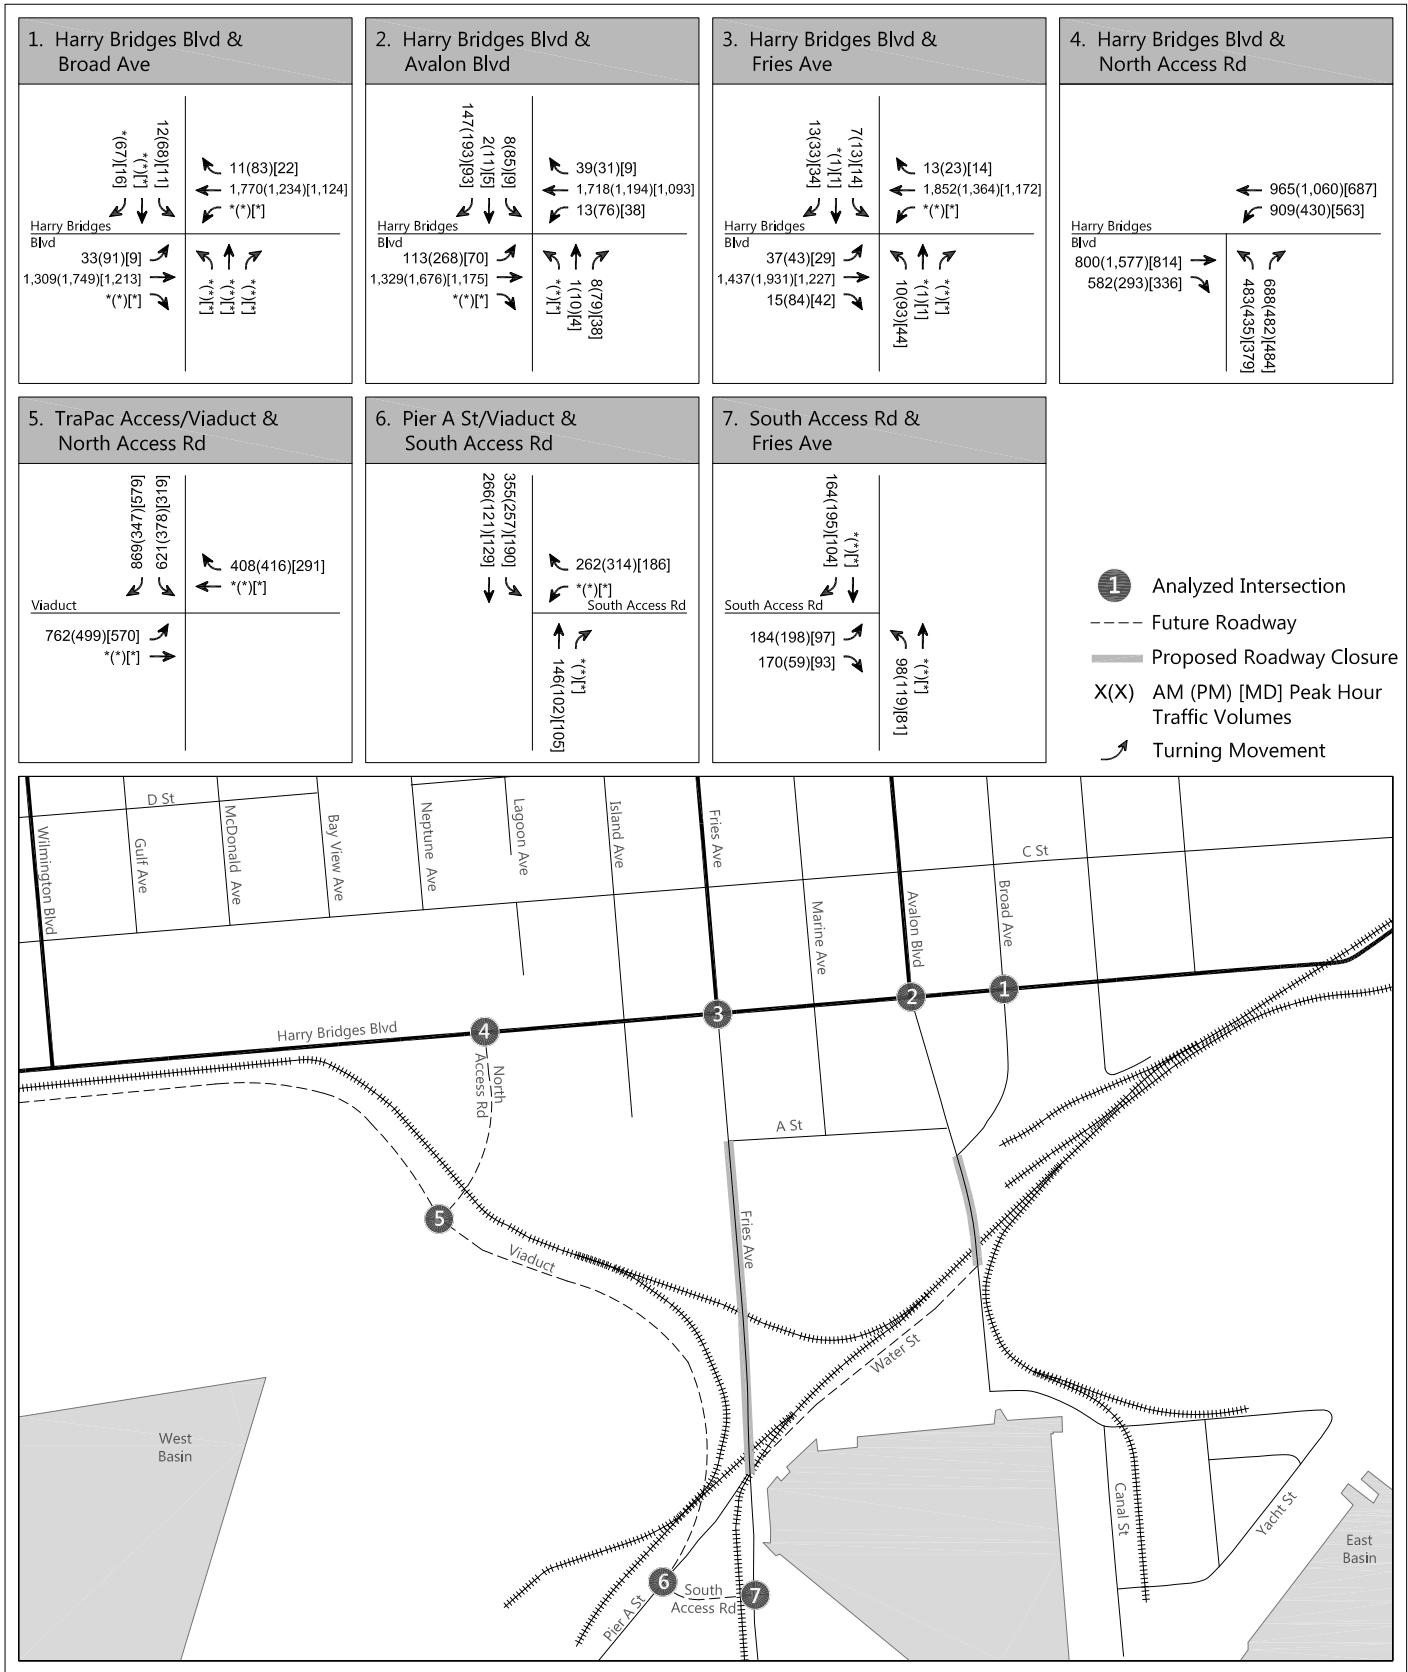 1. Harry Bridges Blvd &
Broad Ave
*(67)[16]
*(*)[*]
12(68)[11]
11(83)[22]
1,770(1,234)[1,124]
*(*)[*]
Harry Bridges
Blvd
33(91)[9]
1,309(1,749)[1,213]
*(*)[*]
*(*)[*]
*(*)[*]
*(*)[*]
2. Harry Bridges Blvd &
Avalon Blvd
147(193)[93]
2(11)[5]
8(85)[9]
39(31)[9]
1,718(1,194)[1,093]
13(76)[38]
Harry Bridges
Blvd
113(268)[70]
1,329(1,676)[1,175]
*(*)[*]
*(*)[*]
1(10)[4]
8(79)[38]
3. Harry Bridges Blvd &
Fries Ave
13(33)[34]
*(1)[1]
7(13)[14]
13(23)[14]
1,852(1,364)[1,172]
*(*)[*]
Harry Bridges
Blvd
37(43)[29]
1,437(1,931)[1,227]
15(84)[42]
10(93)[44]
*(1)[1]
*(*)[*]
4. Harry Bridges Blvd &
North Access Rd
965(1,060)[687]
909(430)[563]
Harry Bridges
Blvd
800(1,577)[814]
582(293)[336]
483(435)[379]
688(482)[484]
5. TraPac Access/Viaduct &
North Access Rd
869(347)[579]
621(378)[319]
408(416)[291]
*(*)[*]
Viaduct
762(499)[570]
*(*)[*]
6. Pier A St/Viaduct &
South Access Rd
266(121)[129]
355(257)[190]
262(314)[186]
*(*)[*]
South Access Rd
146(102)[105]
*(*)[*]
7. South Access Rd &
Fries Ave
164(195)[104]
*(*)[*]
South Access Rd
184(198)[97]
170(59)[93]
98(119)[81]
*(*)[*]
1 Analyzed Intersection
Future Roadway
Proposed Roadway Closure
X(X) AM (PM) [MD] Peak Hour
Traffic Volumes
Turning Movement
D St
Wilmington Blvd
Gulf Ave
McDonald Ave
Bay View Ave
Neptune Ave
Lagoon Ave
Island Ave
Fries Ave
Marine Ave
Avalon Blvd
Broad Ave
C St
1
2
3
4
Harry Bridges Blvd
North
Access Rd
A St
5
Viaduct
Fries Ave
Water St
West
Basin
Canal St
Yacht St
East
Basin
6
South
Access Rd
7
Pier A St